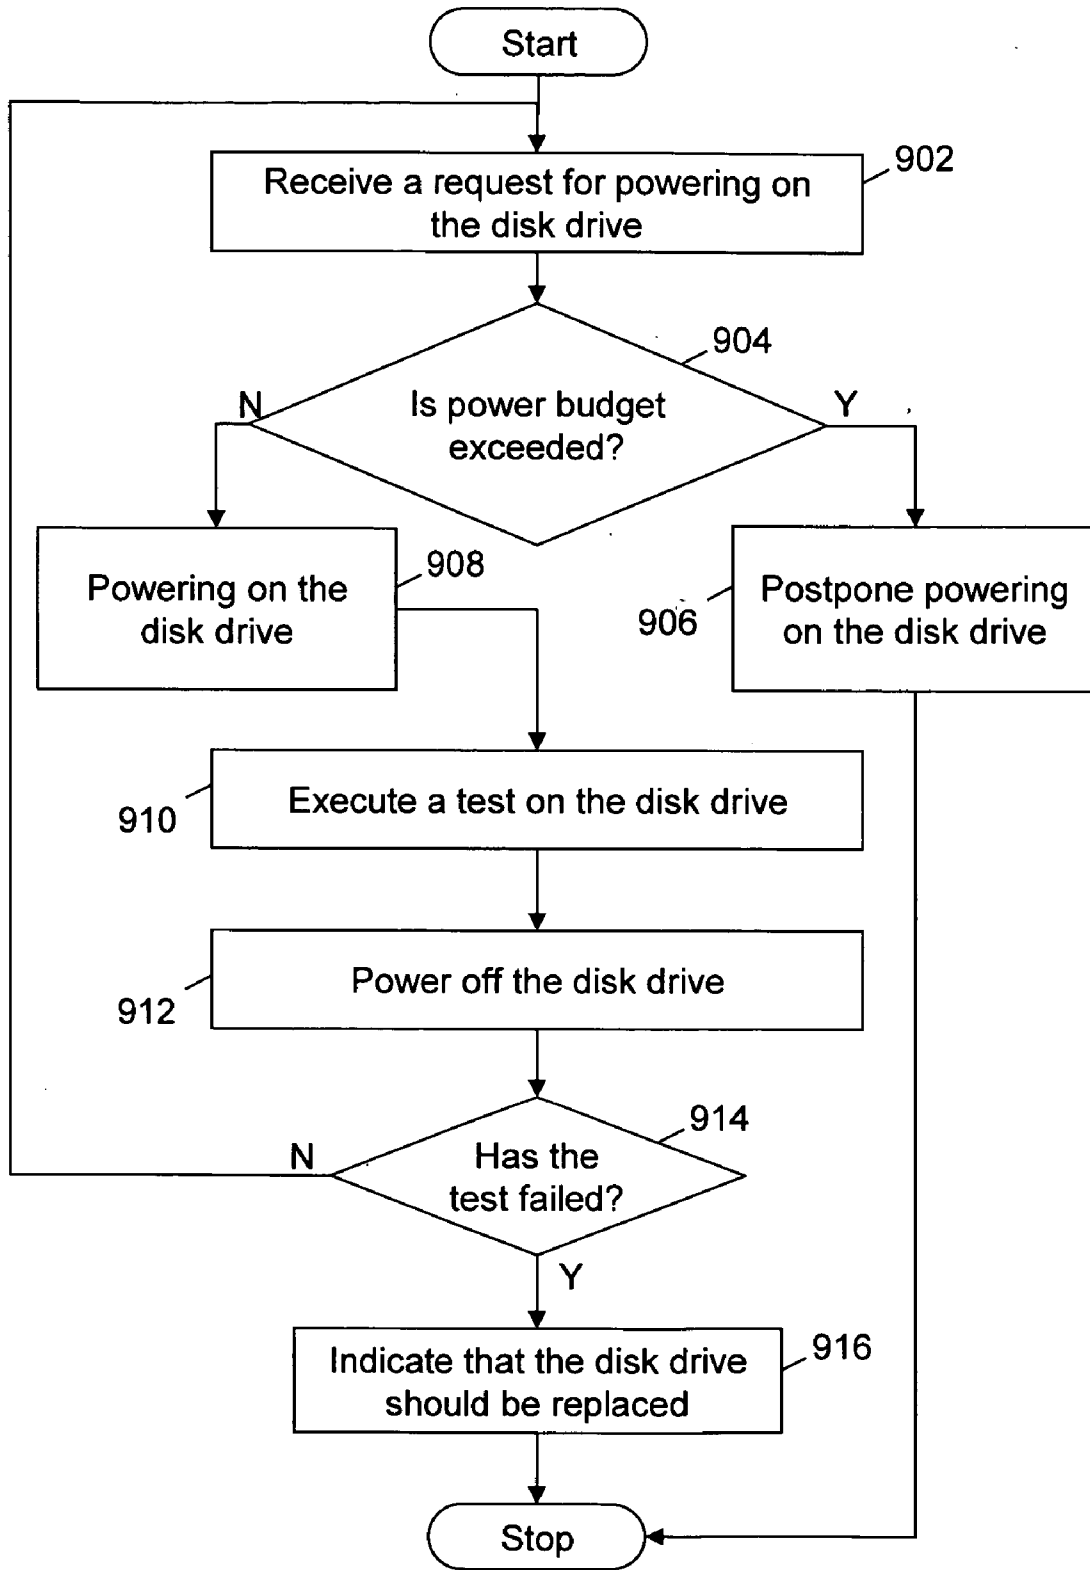 Start
Receive a request for powering on
the disk drive
902
904
Is power budget
exceeded?
N
Y
Powering on the
disk drive
908
906
Postpone powering
on the disk drive
Execute a test on the disk drive
910
Power off the disk drive
912
914
Has the
test failed?
N
Y
Indicate that the disk drive
should be replaced
916
Stop